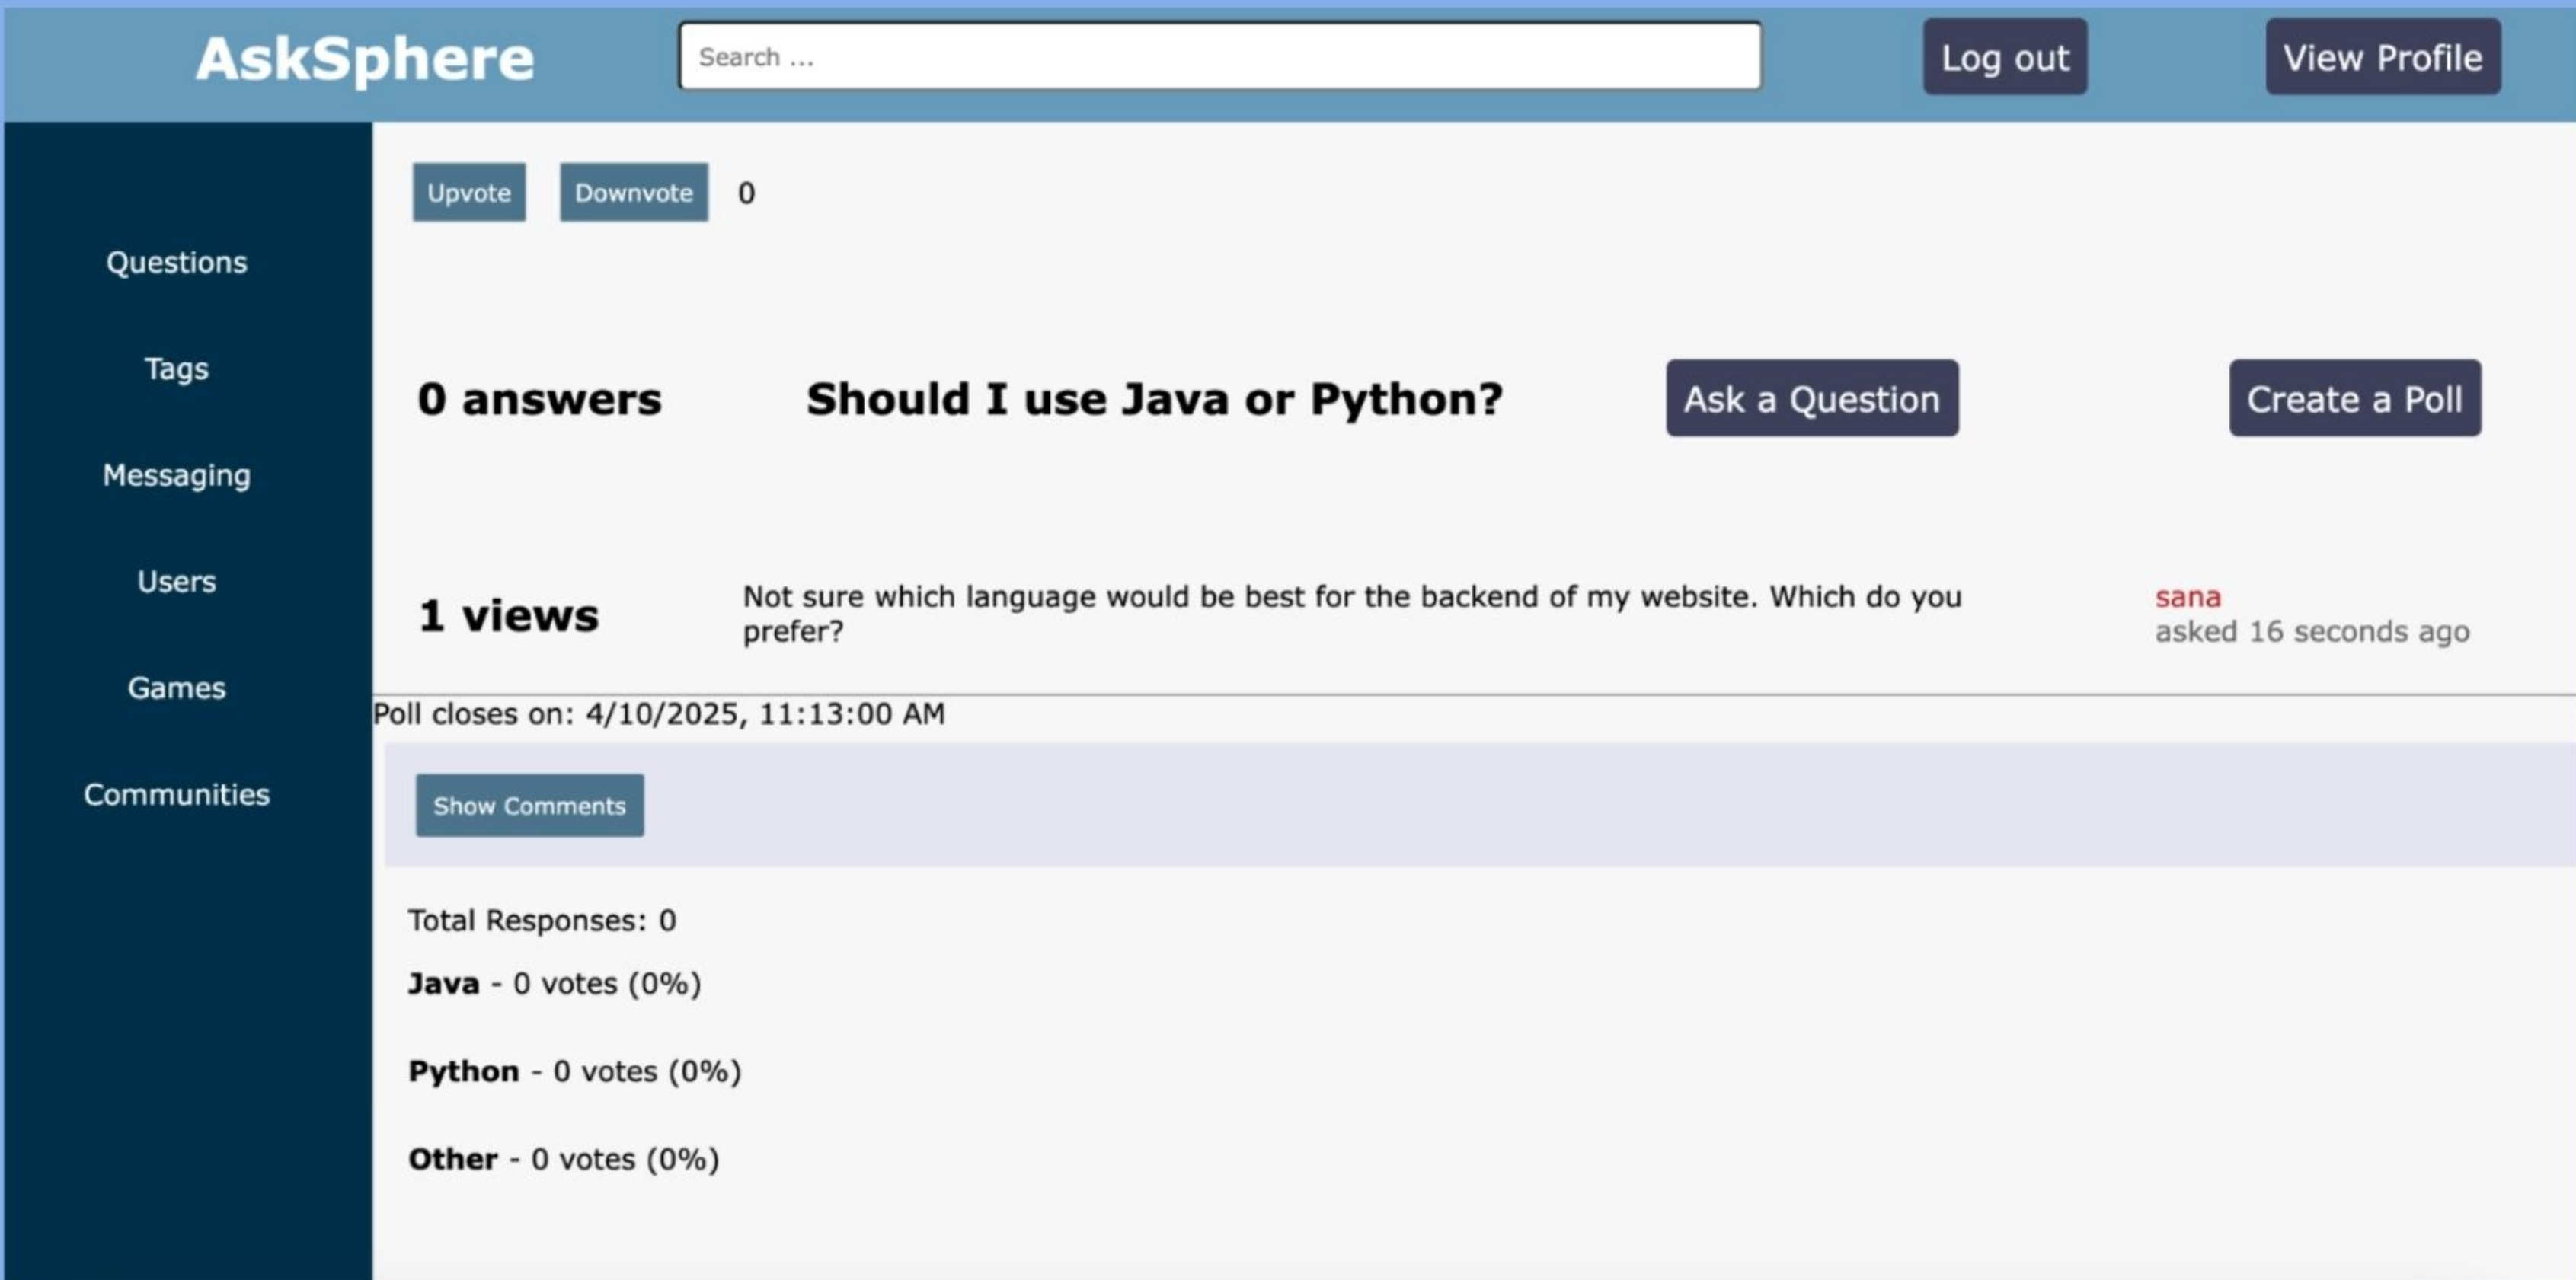 AskSphere
Search ...
Log out
View Profile
Questions
Tags
Messaging
Users
Games
Communities
Upvote
Downvote
0
0 answers
Should I use Java or Python?
Ask a Question
Create a Poll
1 views
Not sure which language would be best for the backend of my website. Which do you
prefer?
sana
asked 16 seconds ago
Poll closes on: 4/10/2025, 11:13:00 AM
Show Comments
Total Responses: 0
Java - 0 votes (0%)
Python - 0 votes (0%)
Other - 0 votes (0%)